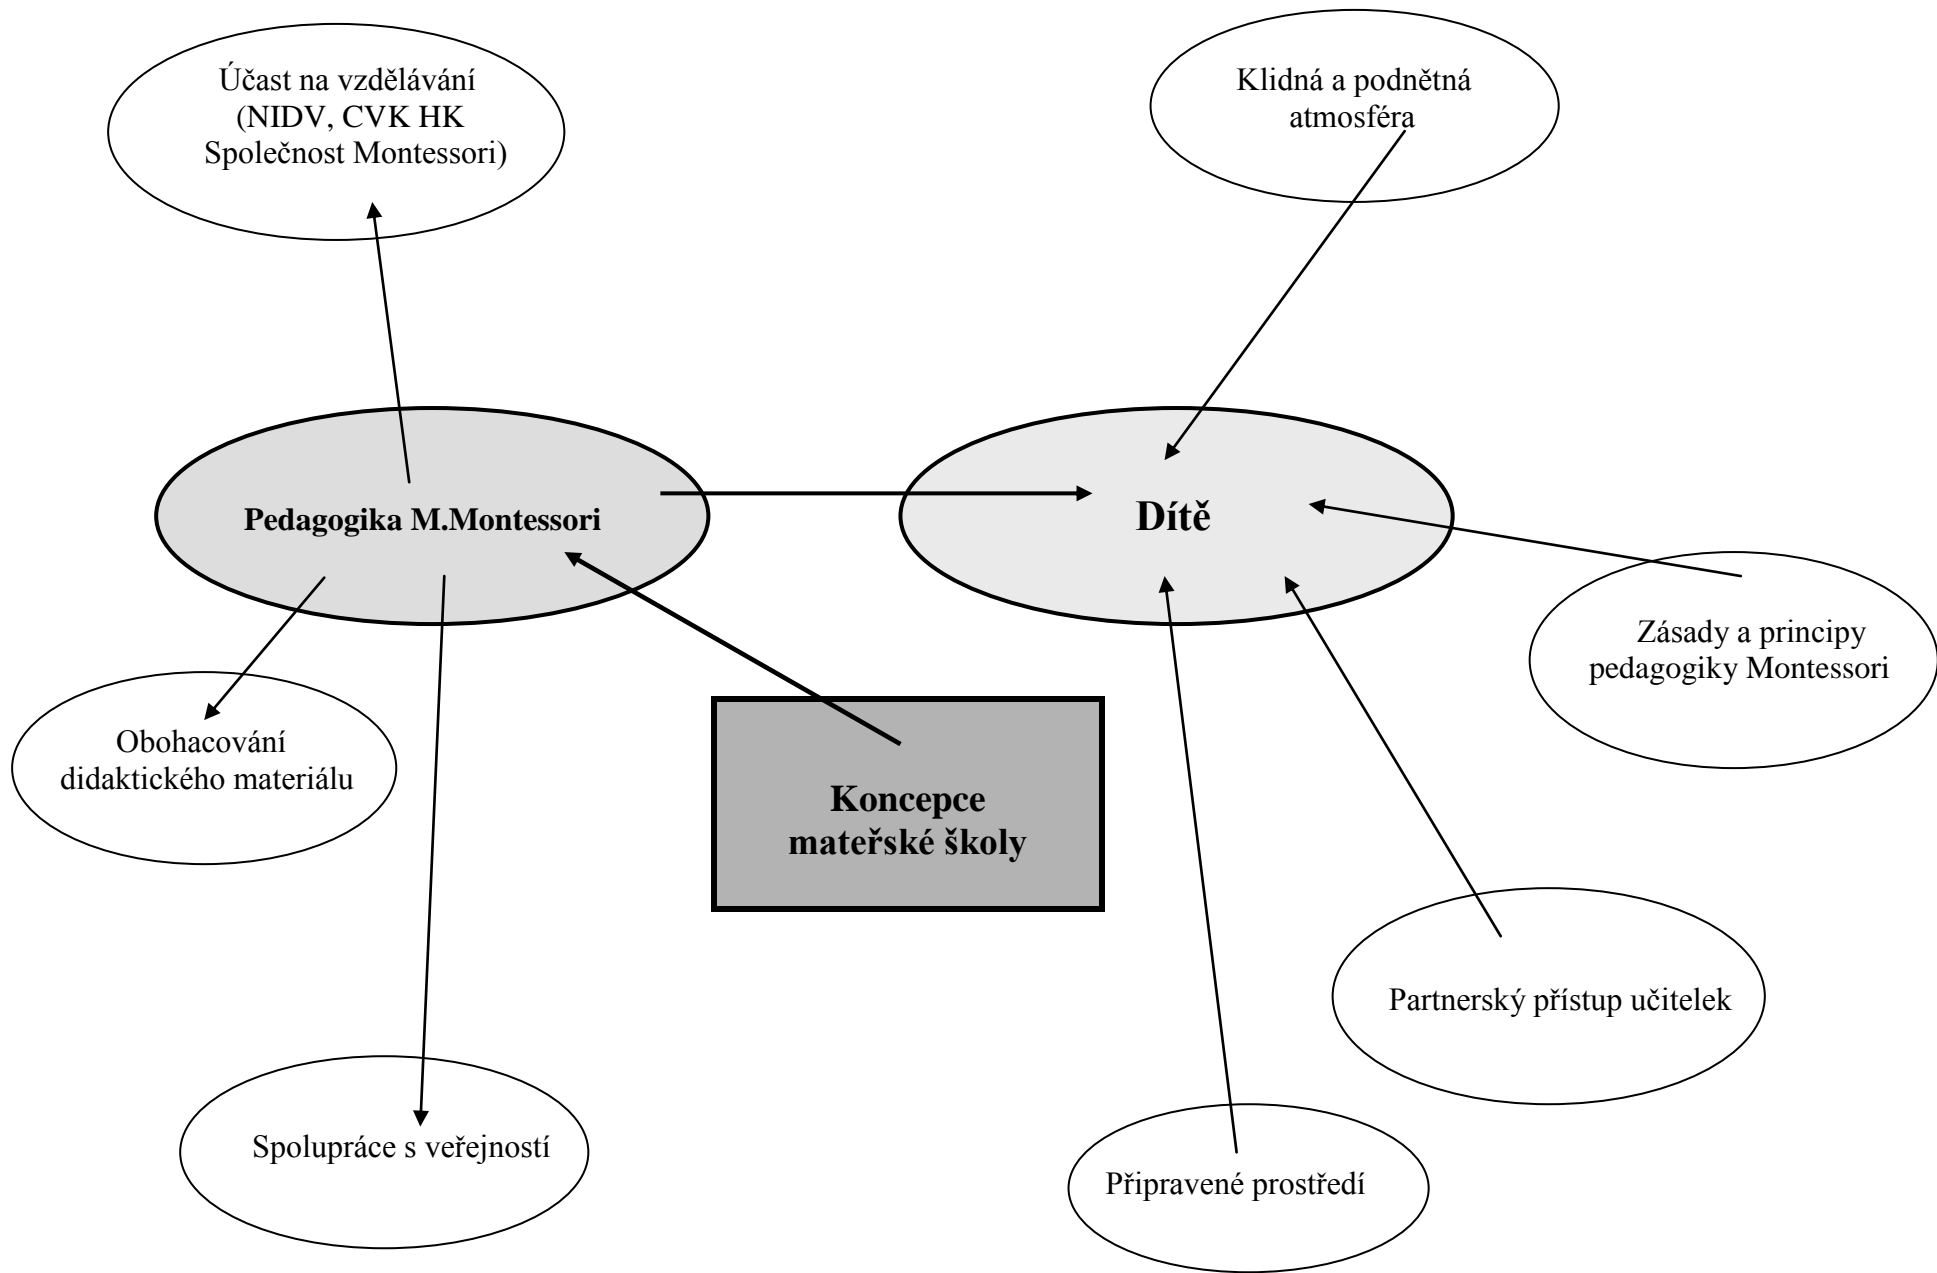 Účast na vzdělávání
(NIDV, CVK HK
Společnost Montessori)
Klidná a podnětná
atmosféra
Pedagogika M.Montessori
Dítě
Zásady a principy
pedagogiky Montessori
Obohacování
didaktického materiálu
Koncepce
mateřské školy
Partnerský přístup učitelek
Spolupráce s veřejností
Připravené prostředí